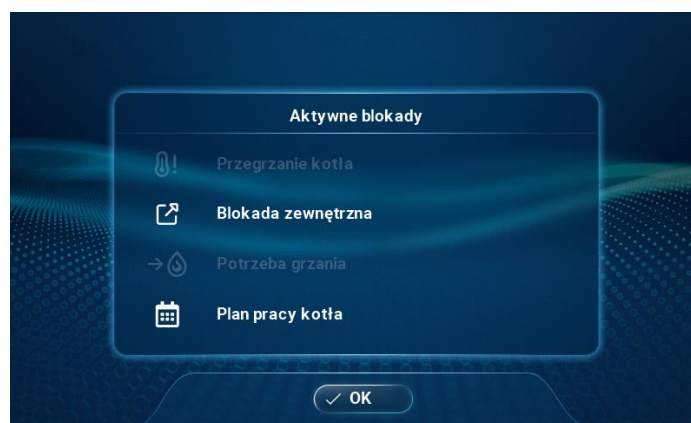 Aktywne blokady
Przegrzanie kotła
Blokada zewnętrzna
Potrzeba grzania
Plan pracy kotła
OK